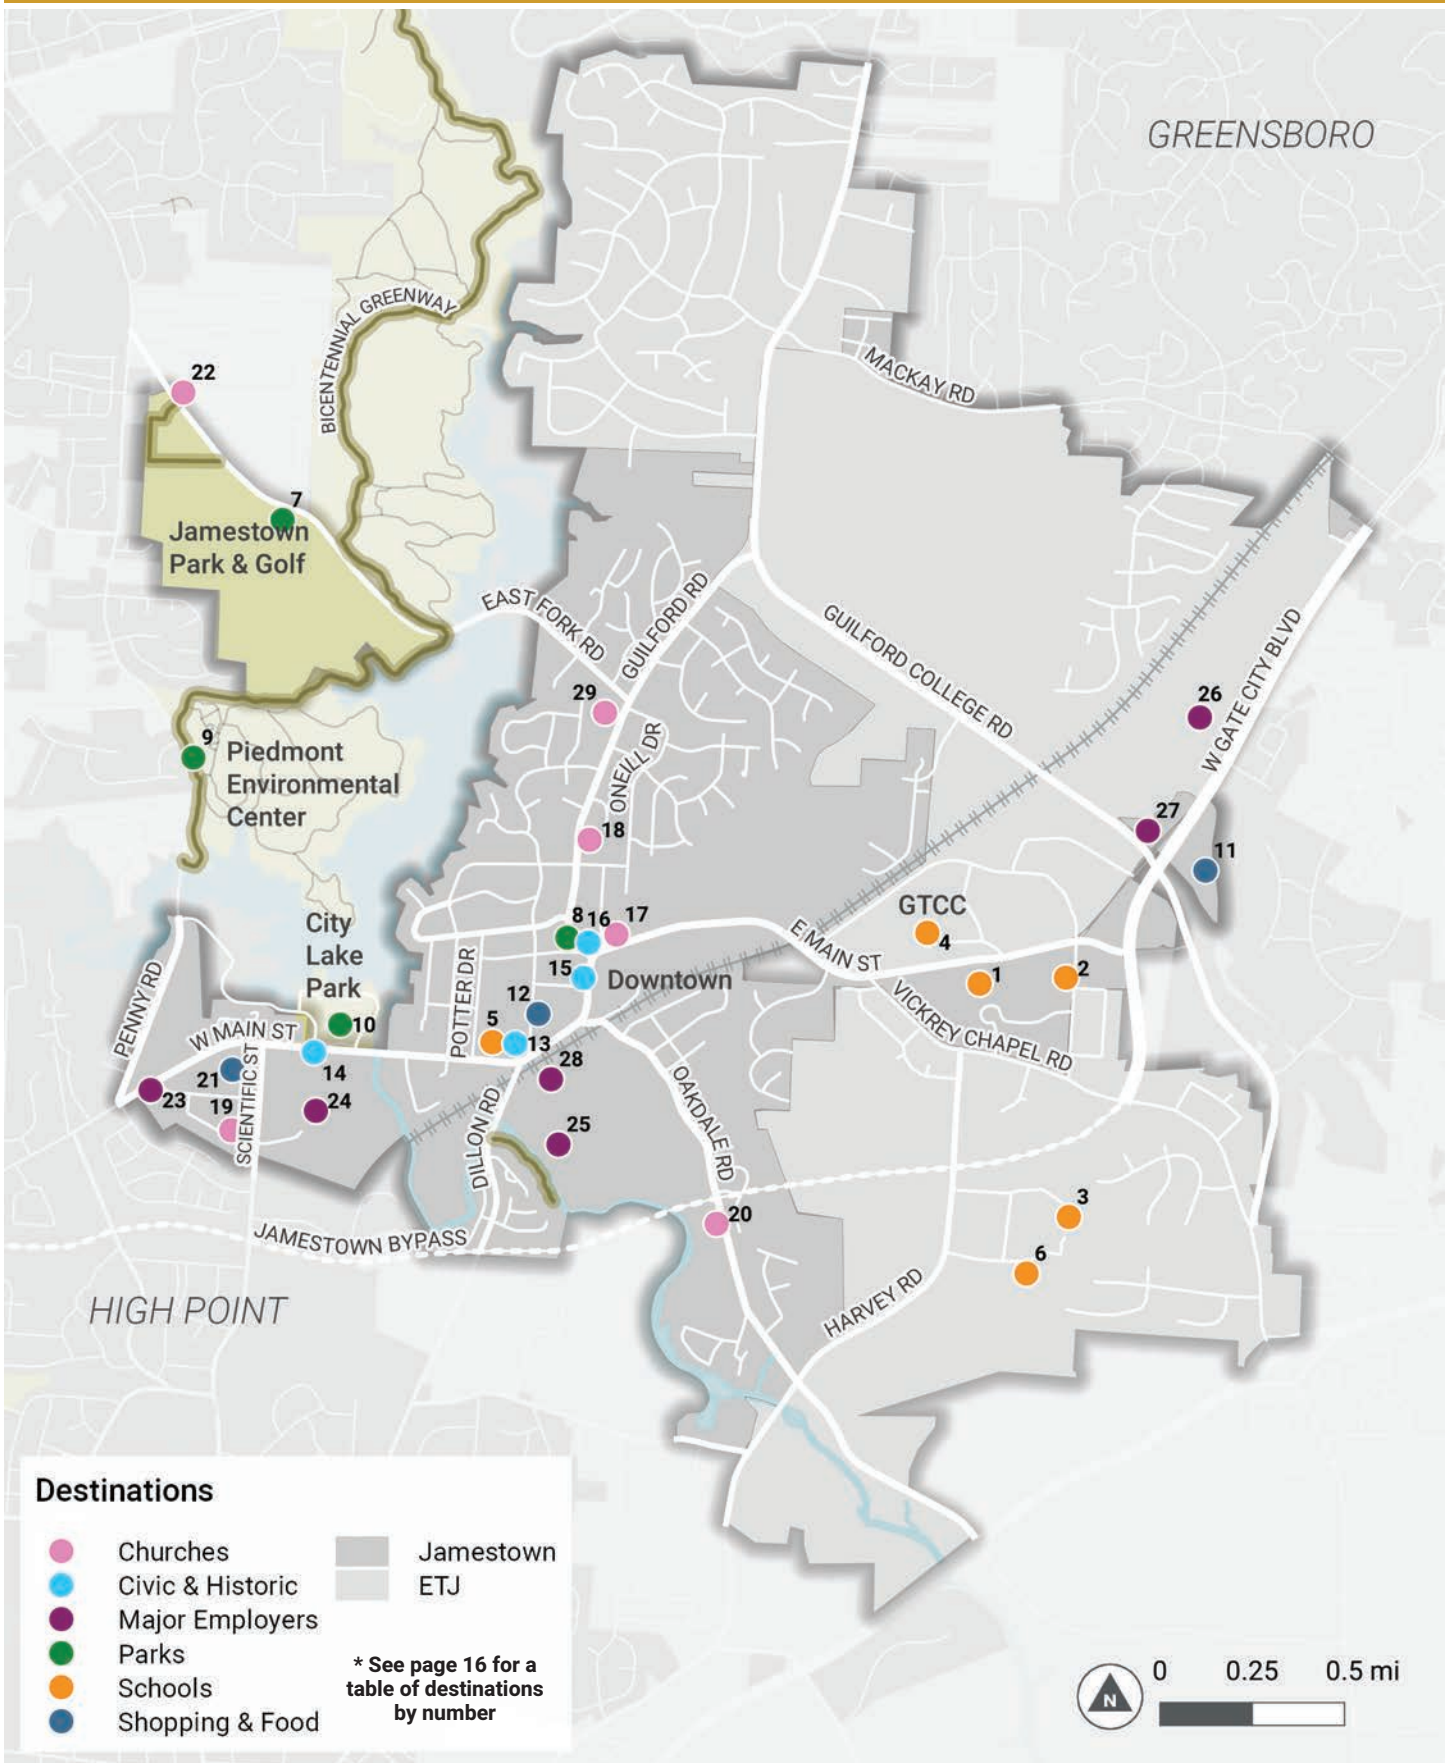 GREENSBORO
BICENTENNIAL GREENWAY
MACKAY RD
22
7
Jamestown
Park & Golf
EAST FORK RD
GUILFORD RD
GUILFORD COLLEGE RD
W GATE CITY BLVD
29
26
ONEILL DR
9
Piedmont
Environmental
Center
18
27
11
City
Lake
Park
8
16
17
GTCC
4
E MAIN ST
15
Downtown
1
2
PENNY RD
POTTER DR
12
VICKREY CHAPEL RD
10
5
13
W MAIN ST
14
28
21
SCIENTIFIC ST
23
19
24
OAKDALE RD
DILLON RD
25
3
20
JAMESTOWN BYPASS
6
HIGH POINT
HARVEY RD
Destinations
Churches
Civic & Historic
Major Employers
Parks
Schools
Shopping & Food
Jamestown
ETJ
* See page 16 for a
table of destinations
by number
N
0 0.25 0.5 mi